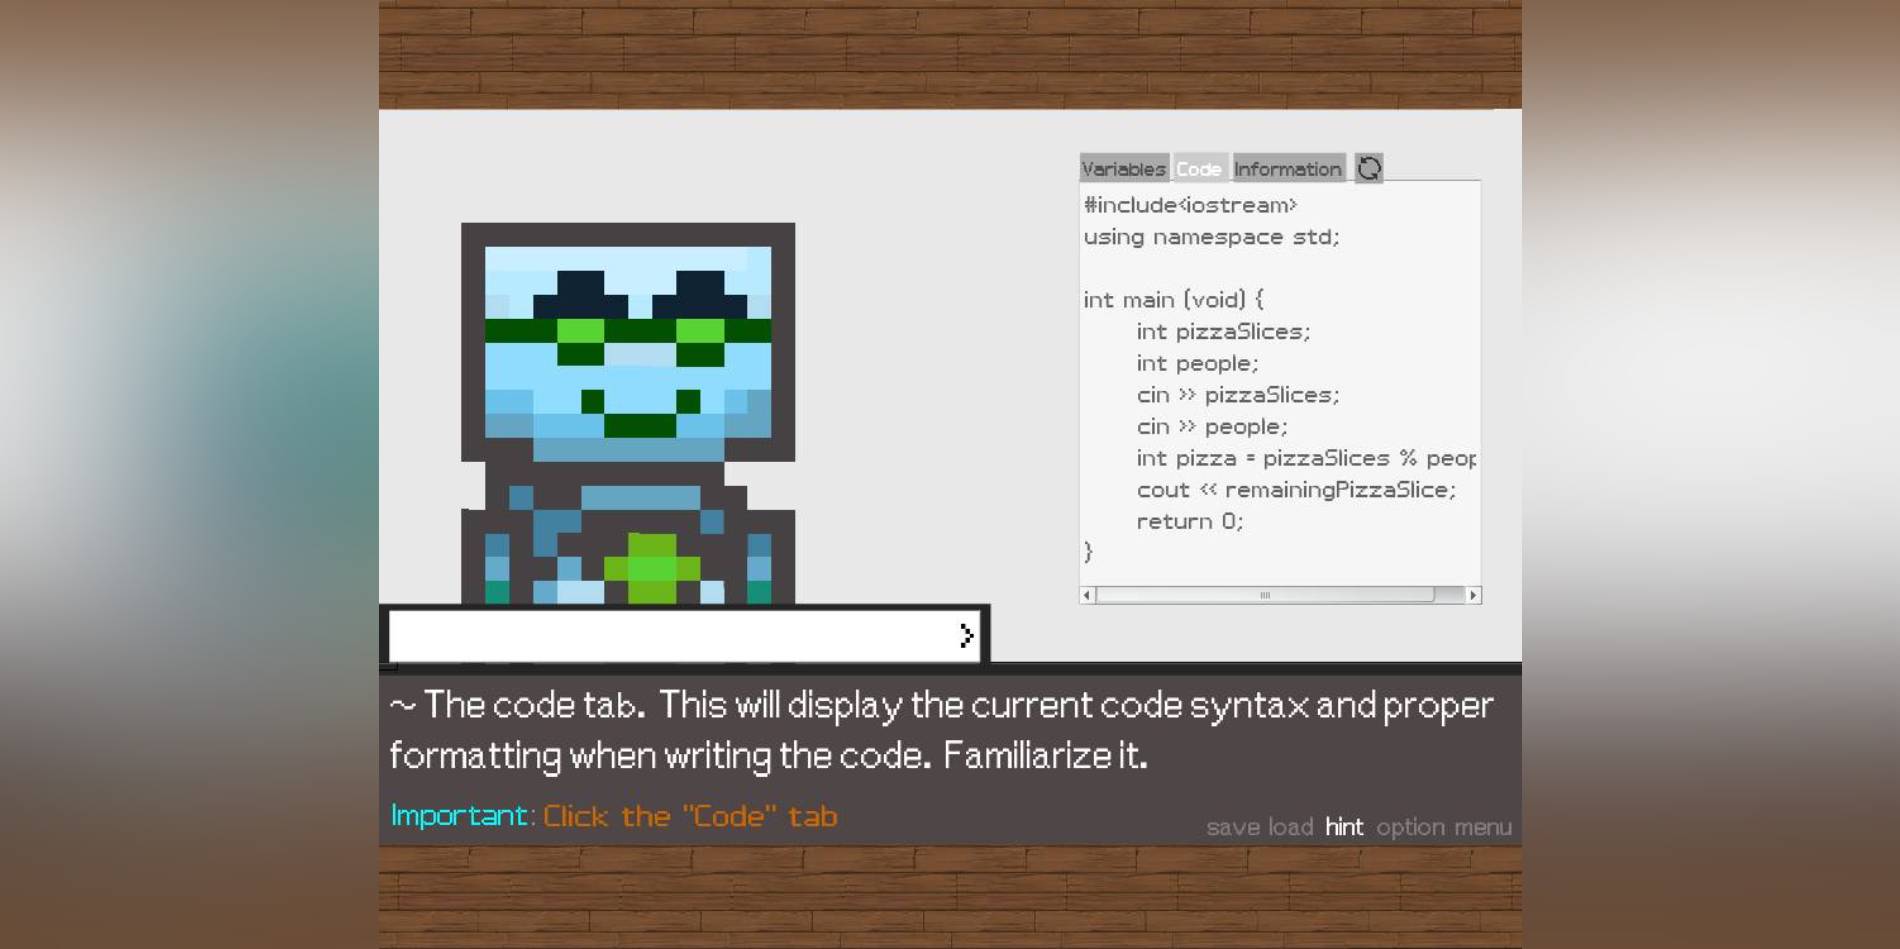 Variables Code Information
#include<iostream>
using namespace std;
int main (void) {
int pizzaSlices;
int people;
cin >> pizzaSlices;
cin >> people;
int pizza = pizzaSlices % peop
cout << remainingPizzaSlice;
return 0;
}
>
~ The code tab. This will display the current code syntax and proper
formatting when writing the code. Familiarize it.
Important: Click the "Code" tab
save load hint option menu